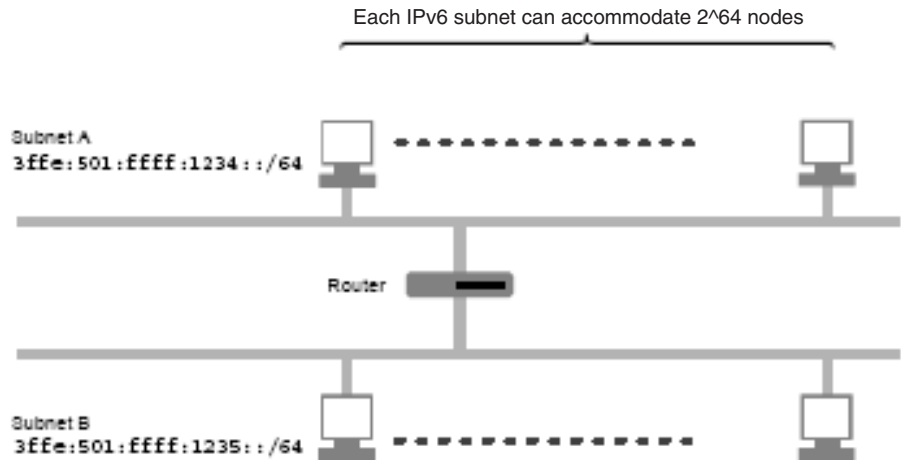 Each IPv6 subnet can accommodate 2^64 nodes
Subnet A
3ffe:501:ffff:1234::/64
Router
Subnet B
3ffe:501:ffff:1235::/64